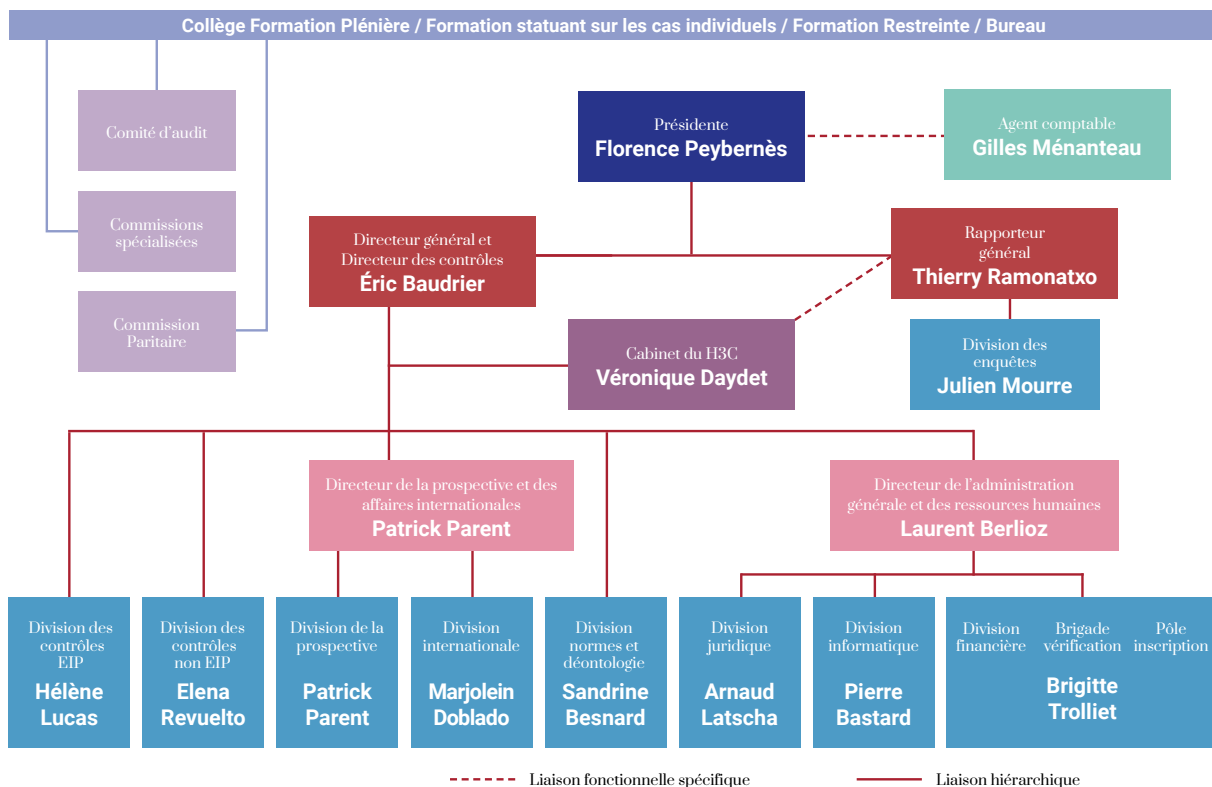 Collège Formation Plénière / Formation statuant sur les cas individuels / Formation Restreinte / Bureau
Comité d'audit
Commissions
spécialisées
Commission
Paritaire
Présidente
Florence Peybernès
Agent comptable
Gilles Ménanteau
Directeur général et
Directeur des contrôles
Éric Baudrier
Rapporteur
général
Thierry Ramonatxo
Cabinet du H3C
Véronique Daydet
Division des
enquêtes
Julien Mourre
Directeur de la prospective et des
affaires internationales
Patrick Parent
Directeur de l'administration
générale et des ressources humaines
Laurent Berlioz
Division des
contrôles
EIP
Hélène
Lucas
Division des
contrôles
non EIP
Elena
Revuelto
Division de la
prospective
Patrick
Parent
Division
internationale
Marjolein
Doblado
Division
normes et
déontologie
Sandrine
Besnard
Division
juridique
Arnaud
Latscha
Division
informatique
Pierre
Bastard
Division
financière
Brigade
vérification
Pôle
inscription
Brigitte
Trolliet
Liaison fonctionnelle spécifique
Liaison hiérarchique